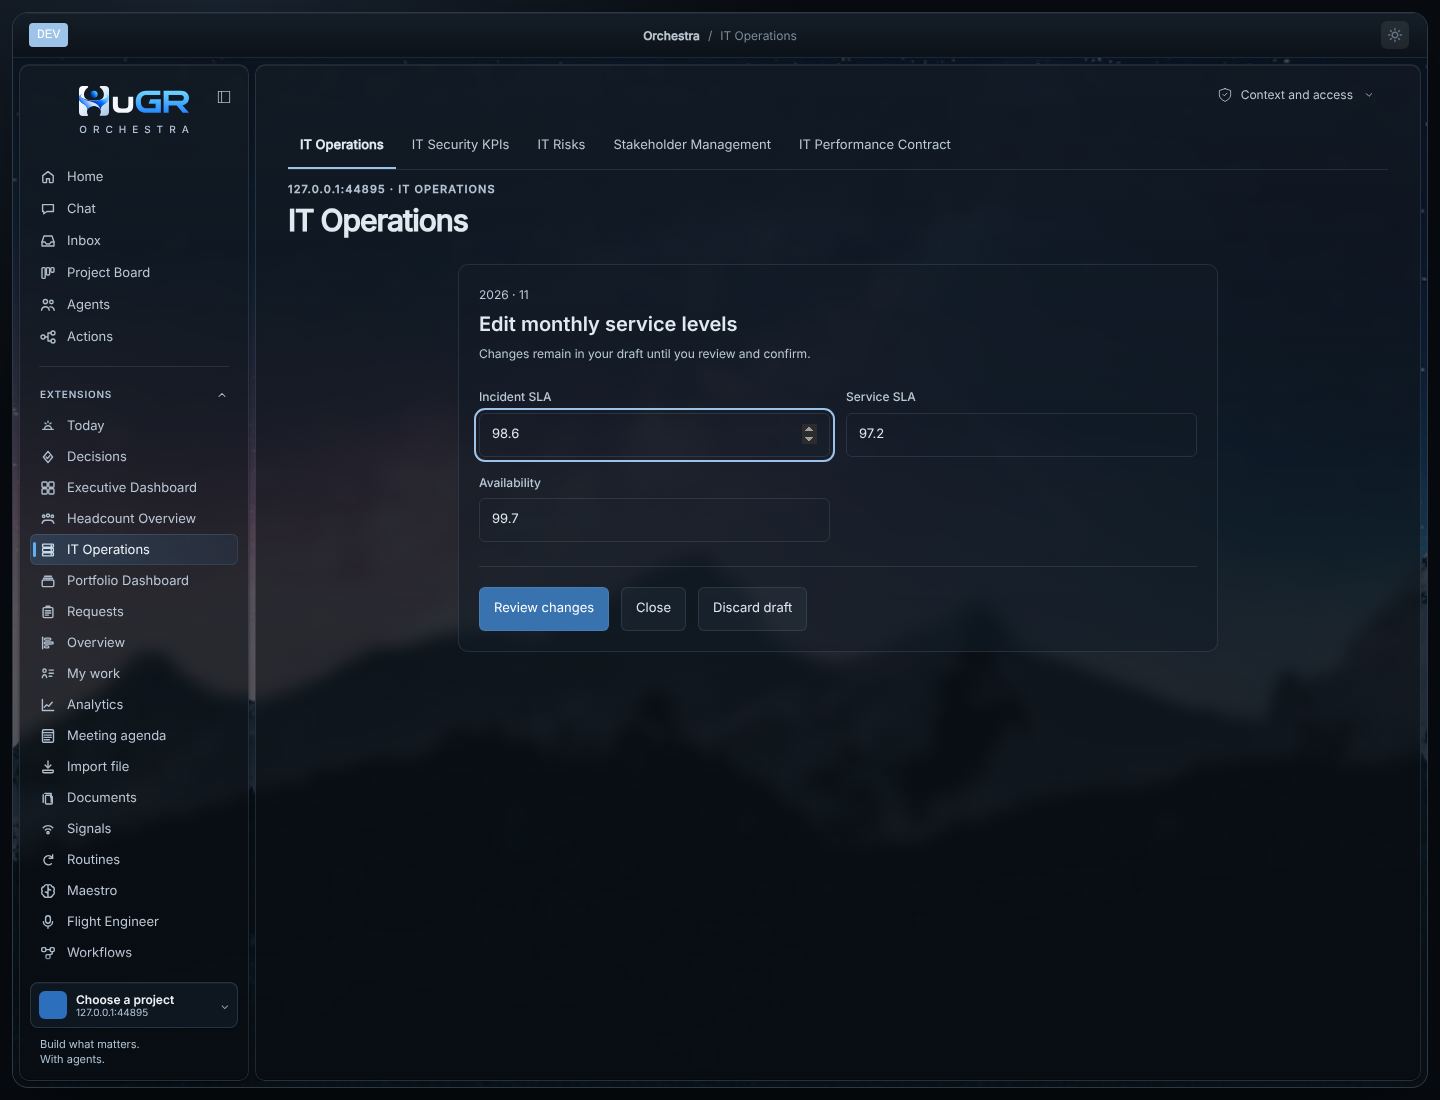 DEV
Orchestra / IT Operations
HuGR
ORCHESTRA
Home
Chat
Inbox
Project Board
Agents
Actions
EXTENSIONS
Today
Decisions
Executive Dashboard
Headcount Overview
IT Operations
Portfolio Dashboard
Requests
Overview
My work
Analytics
Meeting agenda
Import file
Documents
Signals
Routines
Maestro
Flight Engineer
Workflows
Choose a project
127.0.0.1:44895
Build what matters.
With agents.
Context and access
IT Operations IT Security KPIs IT Risks Stakeholder Management IT Performance Contract
127.0.0.1:44895 · IT OPERATIONS
IT Operations
2026 · 11
Edit monthly service levels
Changes remain in your draft until you review and confirm.
Incident SLA Service SLA
98.6 97.2
Availability
99.7
Review changes Close Discard draft